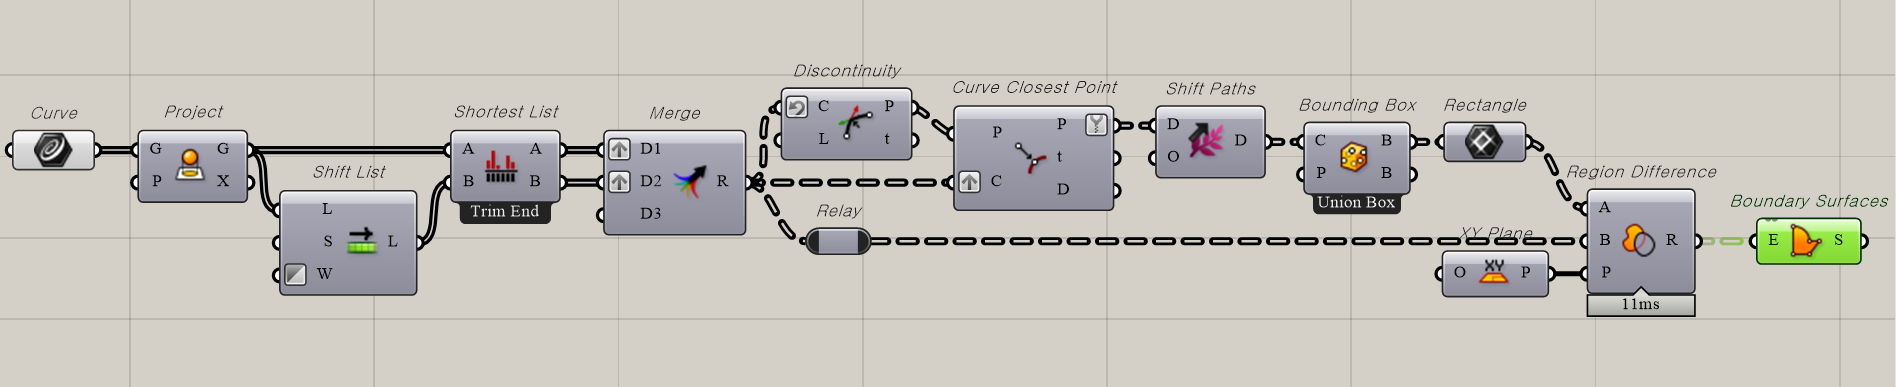 Curve
Project
G G
P X
Shift List
L
S L
W
Shortest List
A A
B B
Trim End
Merge
D1
D2 R
D3
Discontinuity
C P
L t
Relay
Curve Closest Point
P P
t
C
D
Shift Paths
D D
O
Bounding Box
C B
P B
Union Box
Rectangle
XY Plane
O XY P
Region Difference
A
B R
P
11ms
Boundary Surfaces
E S